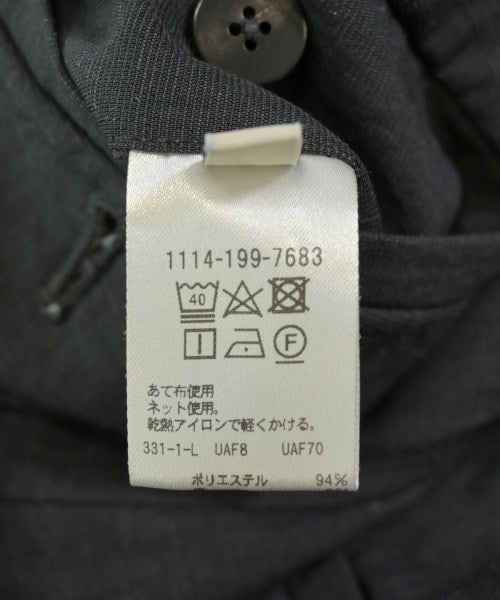 1114-199-7683
40
F
あて布使用
ネット使用。
乾熱アイロンで軽くかける。
331-1-L UAF8 UAF70
ポリエステル 94%